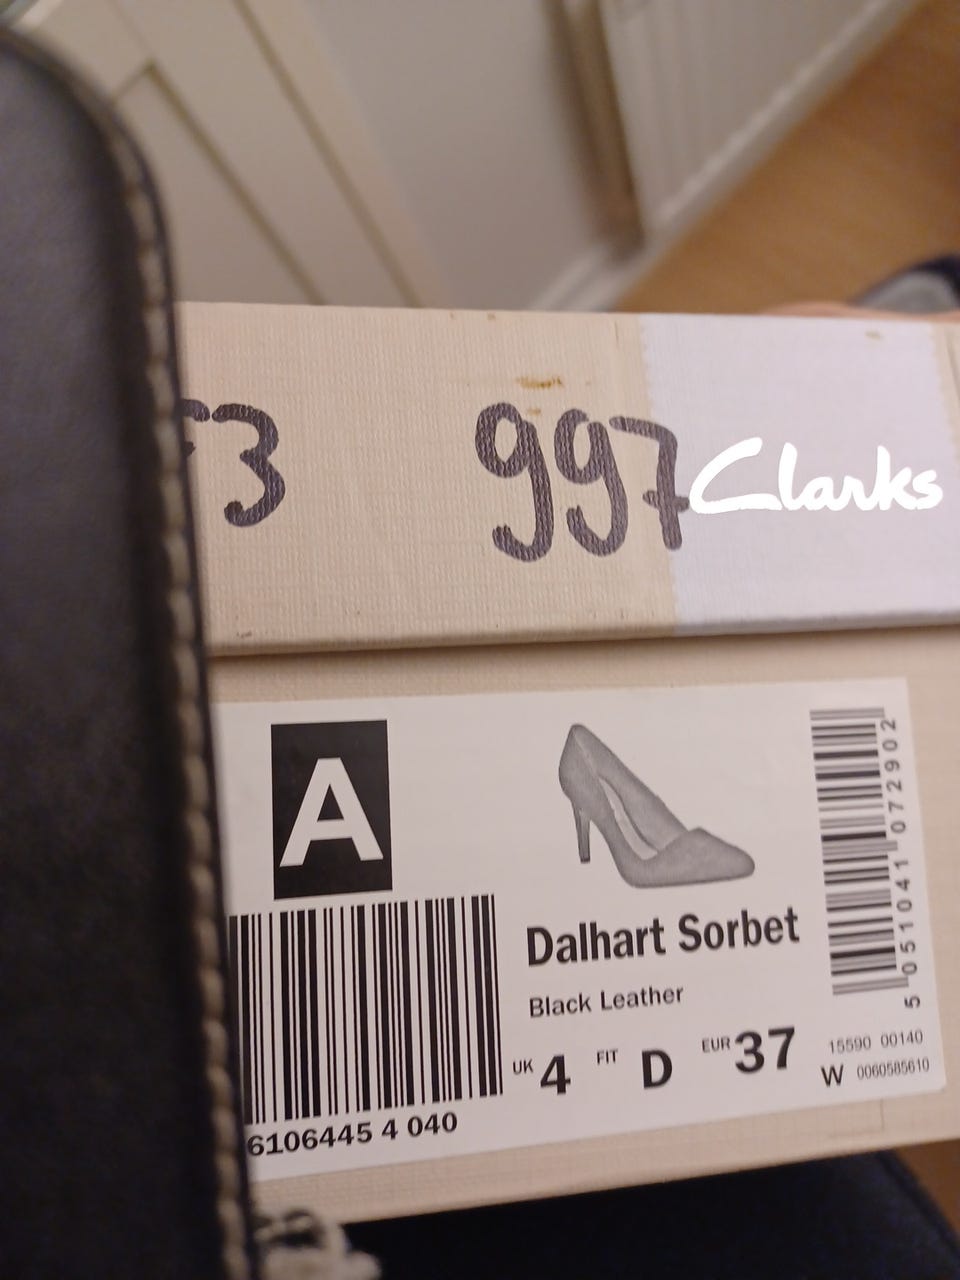 3 997 Clarks
A
Dalhart Sorbet
Black Leather
UK 4 FIT D EUR 37
6106445 4 040
5 051041 072902
15590 00140
W 0060585610